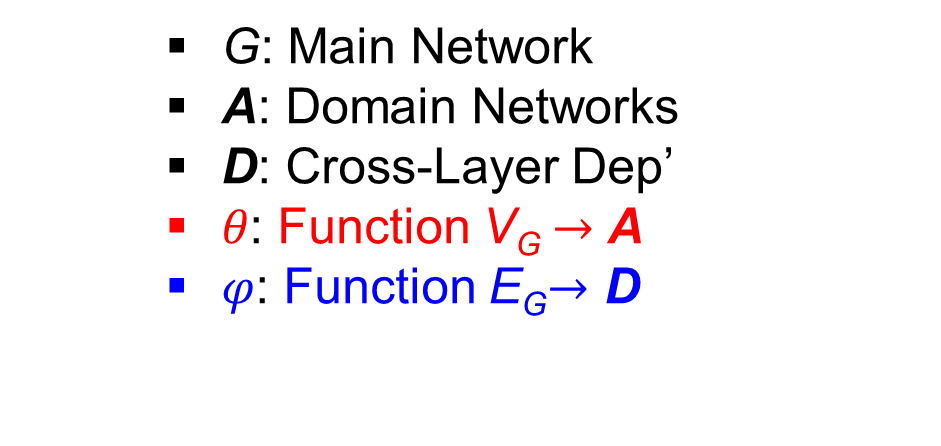 ▪ G: Main Network
▪ A: Domain Networks
▪ D: Cross-Layer Dep’
▪ θ: Function V_G → A
▪ φ: Function E_G→ D